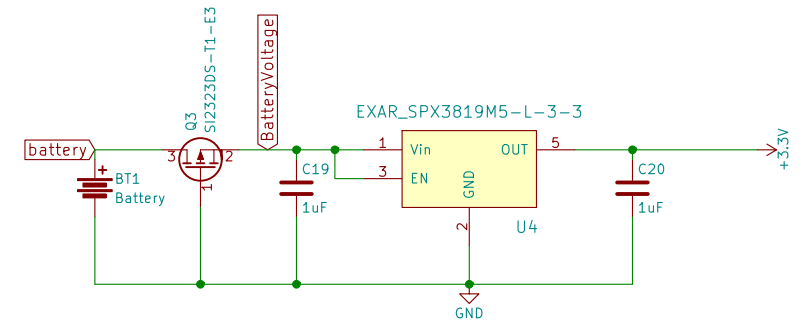 SI2323DS-T1-E3
Q3
BatteryVoltage
EXAR_SPX3819M5-L-3-3
battery
3
2
1
+
BT1
Battery
C19
1uF
1
Vin
OUT
5
3
EN
GND
2
U4
C20
1uF
+3.3V
GND